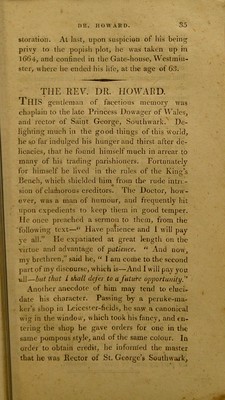 DR. HOWARD. 35
storation. At last, upon suspicion of his being
privy to the popish plot, he was taken up in
1664, and confined in the Gate-house, Westmin-
ster, where he ended his life, at the age of 63.
THE REV. DR. HOWARD.
THIS gentleman of facetious memory was
chaplain to the late Princess Dowager of Wales,
and rector of Saint George, Southwark. De-
lighting much in the good things of this world,
he so far indulged his hunger and thirst after de-
licacies, that he found himself much in arrear to
many of his trading parishioners. Fortunately
for himself he lived in the rules of the King's
Bench, which shielded him from the rude intru-
sion of clamorous creditors. The Doctor, how-
ever, was a man of humour, and frequently hit
upon expedients to keep them in good temper.
He once preached a sermon to them, from the
following text—“ Have patience and I will pay
ye all.” He expatiated at great length on the
virtue and advantage of patience. “ And now,
my brethren,” said he, “ I am come to the second
part of my discourse, which is—And I will pay you
all—but that I shall defer to a future opportunity.”
Another anecdote of him may tend to eluci-
date his character. Passing by a peruke-ma-
ker's shop in Leicester-fields, he saw a canonical
wig in the window, which took his fancy, and en-
tering the shop he gave orders for one in the
same pompous style, and of the same colour. In
order to obtain credit, he informed the master
that he was Rector of St. George's Southwark,